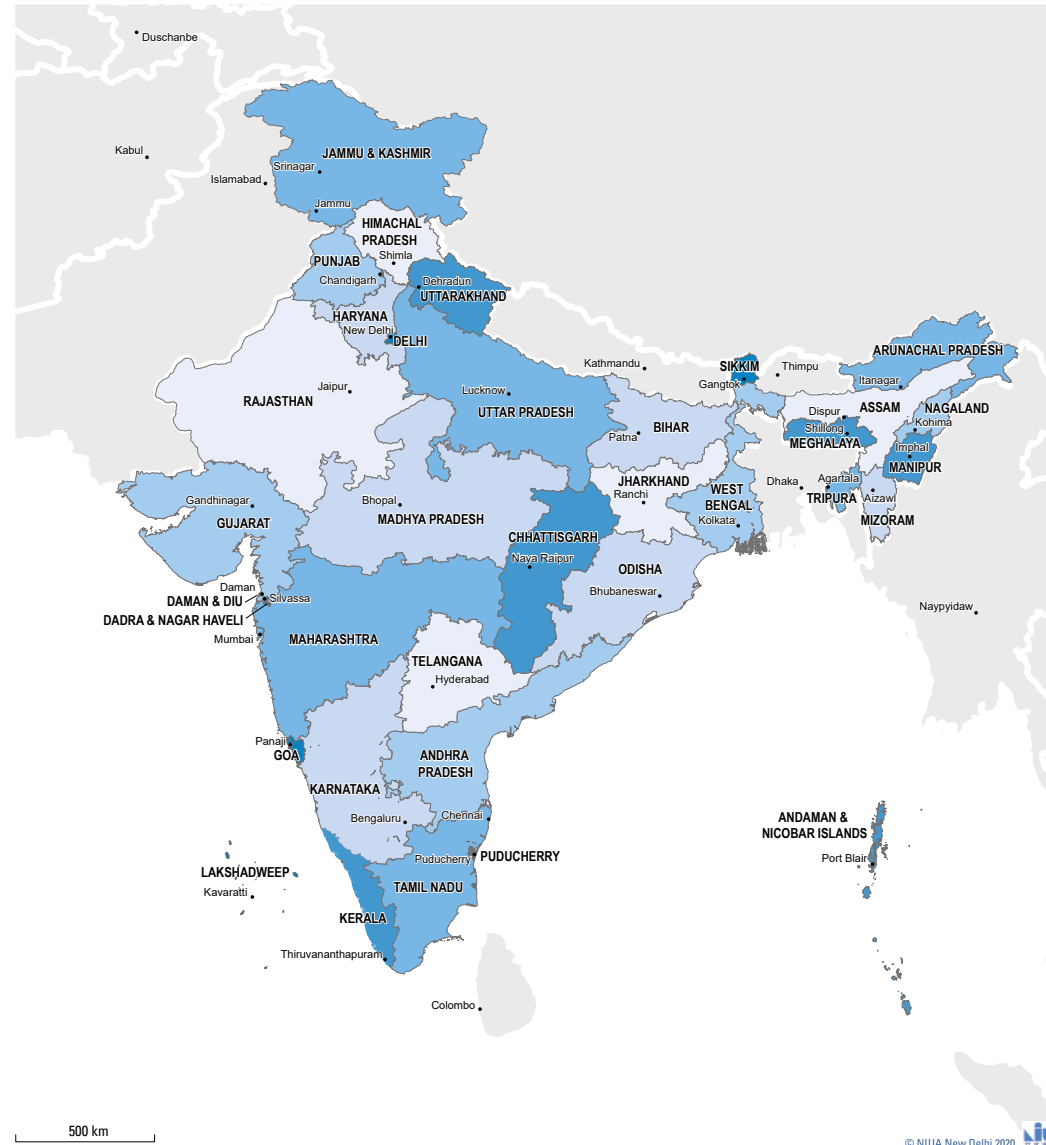 Duschanbe
Kabul
Islamabad
JAMMU & KASHMIR
Srinagar
Jammu
HIMACHAL
PRADESH
Shimla
PUNJAB
Chandigarh
Dehradun
UTTARAKHAND
HARYANA
New Delhi
DELHI
Kathmandu
SIKKIM
Gangtok
Thimpu
ARUNACHAL PRADESH
Itanagar
RAJASTHAN
Jaipur
Lucknow
UTTAR PRADESH
BIHAR
Patna
Dispur
ASSAM
NAGALAND
Kohima
Shillong
MEGHALAYA
Imphal
MANIPUR
Gandhinagar
GUJARAT
Bhopal
MADHYA PRADESH
JHARKHAND
Ranchi
WEST
BENGAL
Kolkata
Dhaka
Agartala
TRIPURA
Aizawl
MIZORAM
CHHATTISGARH
Naya Raipur
ODISHA
Bhubaneswar
Daman
DAMAN & DIU
Silvassa
DADRA & NAGAR HAVELI
Mumbai
MAHARASHTRA
Naypyidaw
TELANGANA
Hyderabad
Panaji
GOA
ANDHRA
PRADESH
KARNATAKA
Bengaluru
Chennai
ANDAMAN &
NICOBAR ISLANDS
Port Blair
Puducherry
PUDUCHERRY
LAKSHADWEEP
Kavaratti
TAMIL NADU
KERALA
Thiruvananthapuram
Colombo
500 km
© NIUA New Delhi 2020